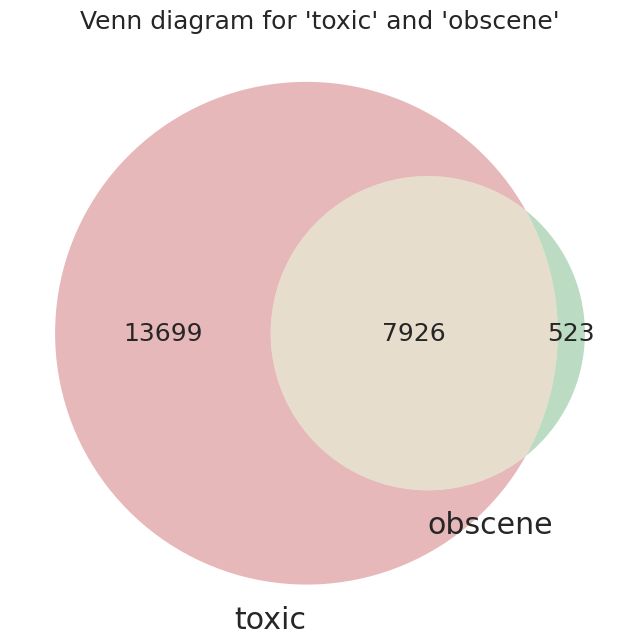 Venn diagram for 'toxic' and 'obscene'
13699
7926
523
obscene
toxic